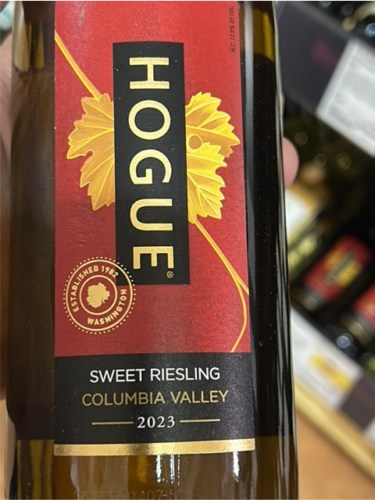 HOGUE®
ESTABLISHED 1982
WASHINGTON
SWEET RIESLING
COLUMBIA VALLEY
2023